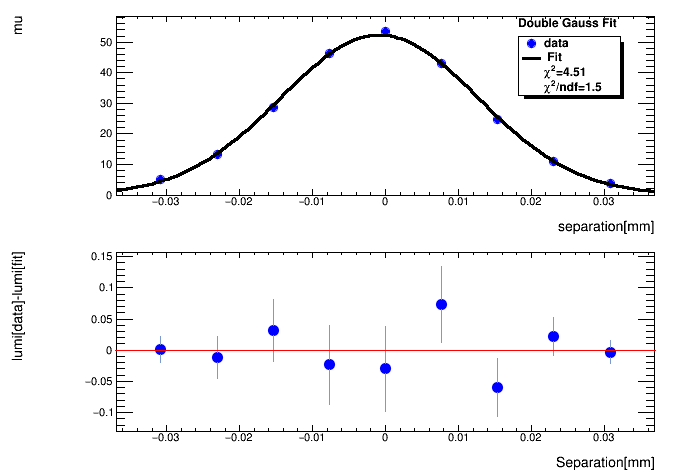 Double Gauss Fit
mu
data
Fit
χ²=4.51
χ²/ndf=1.5
50
40
30
20
10
0
−0.03 −0.02 −0.01 0 0.01 0.02 0.03
separation[mm]
lumi[data]-lumi[fit]
0.15
0.1
0.05
0
−0.05
−0.1
−0.03 −0.02 −0.01 0 0.01 0.02 0.03
Separation[mm]